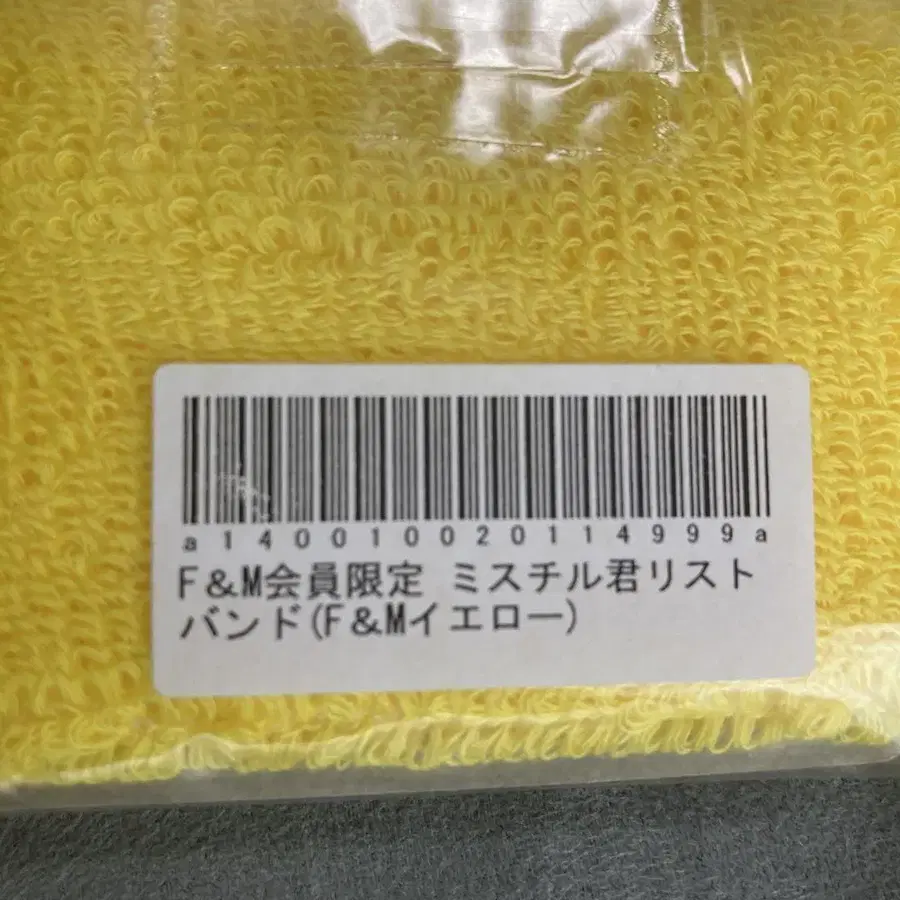 a140010020114999a
F&M会員限定 ミスチル君リスト
バンド(F&Mイエロー)